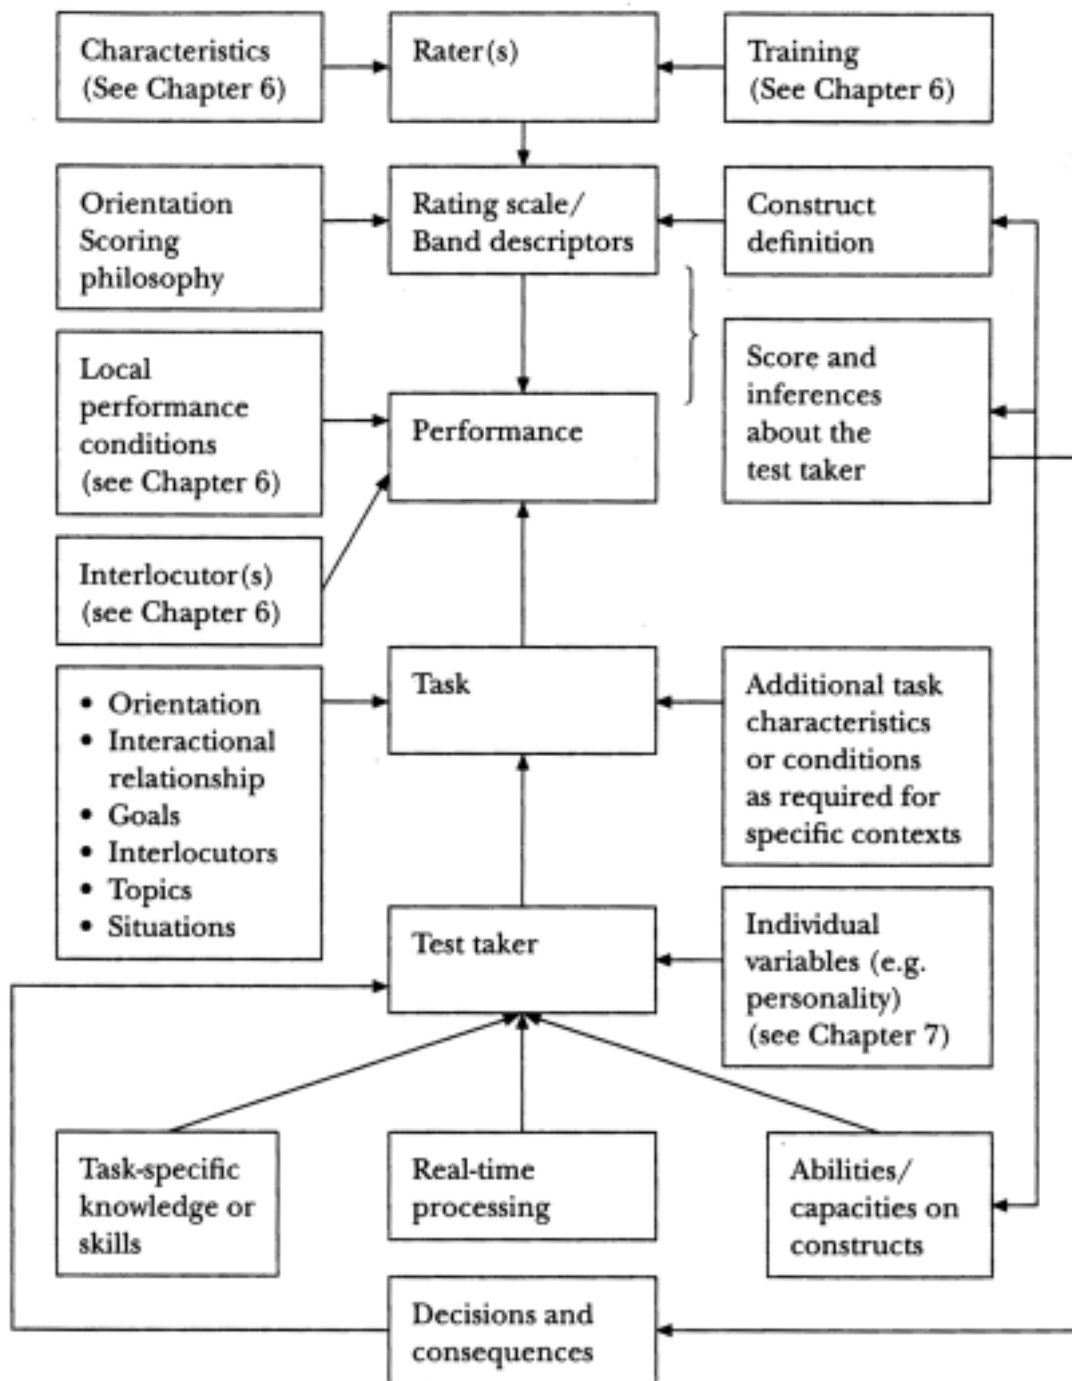 Characteristics
(See Chapter 6)
Rater(s)
Training
(See Chapter 6)
Orientation
Scoring
philosophy
Rating scale/
Band descriptors
Construct
definition
Local
performance
conditions
(see Chapter 6)
Performance
Score and
inferences
about the
test taker
Interlocutor(s)
(see Chapter 6)
Task
• Orientation
• Interactional
relationship
• Goals
• Interlocutors
• Topics
• Situations
Additional task
characteristics
or conditions
as required for
specific contexts
Test taker
Individual
variables (e.g.
personality)
(see Chapter 7)
Task-specific
knowledge or
skills
Real-time
processing
Abilities/
capacities on
constructs
Decisions and
consequences